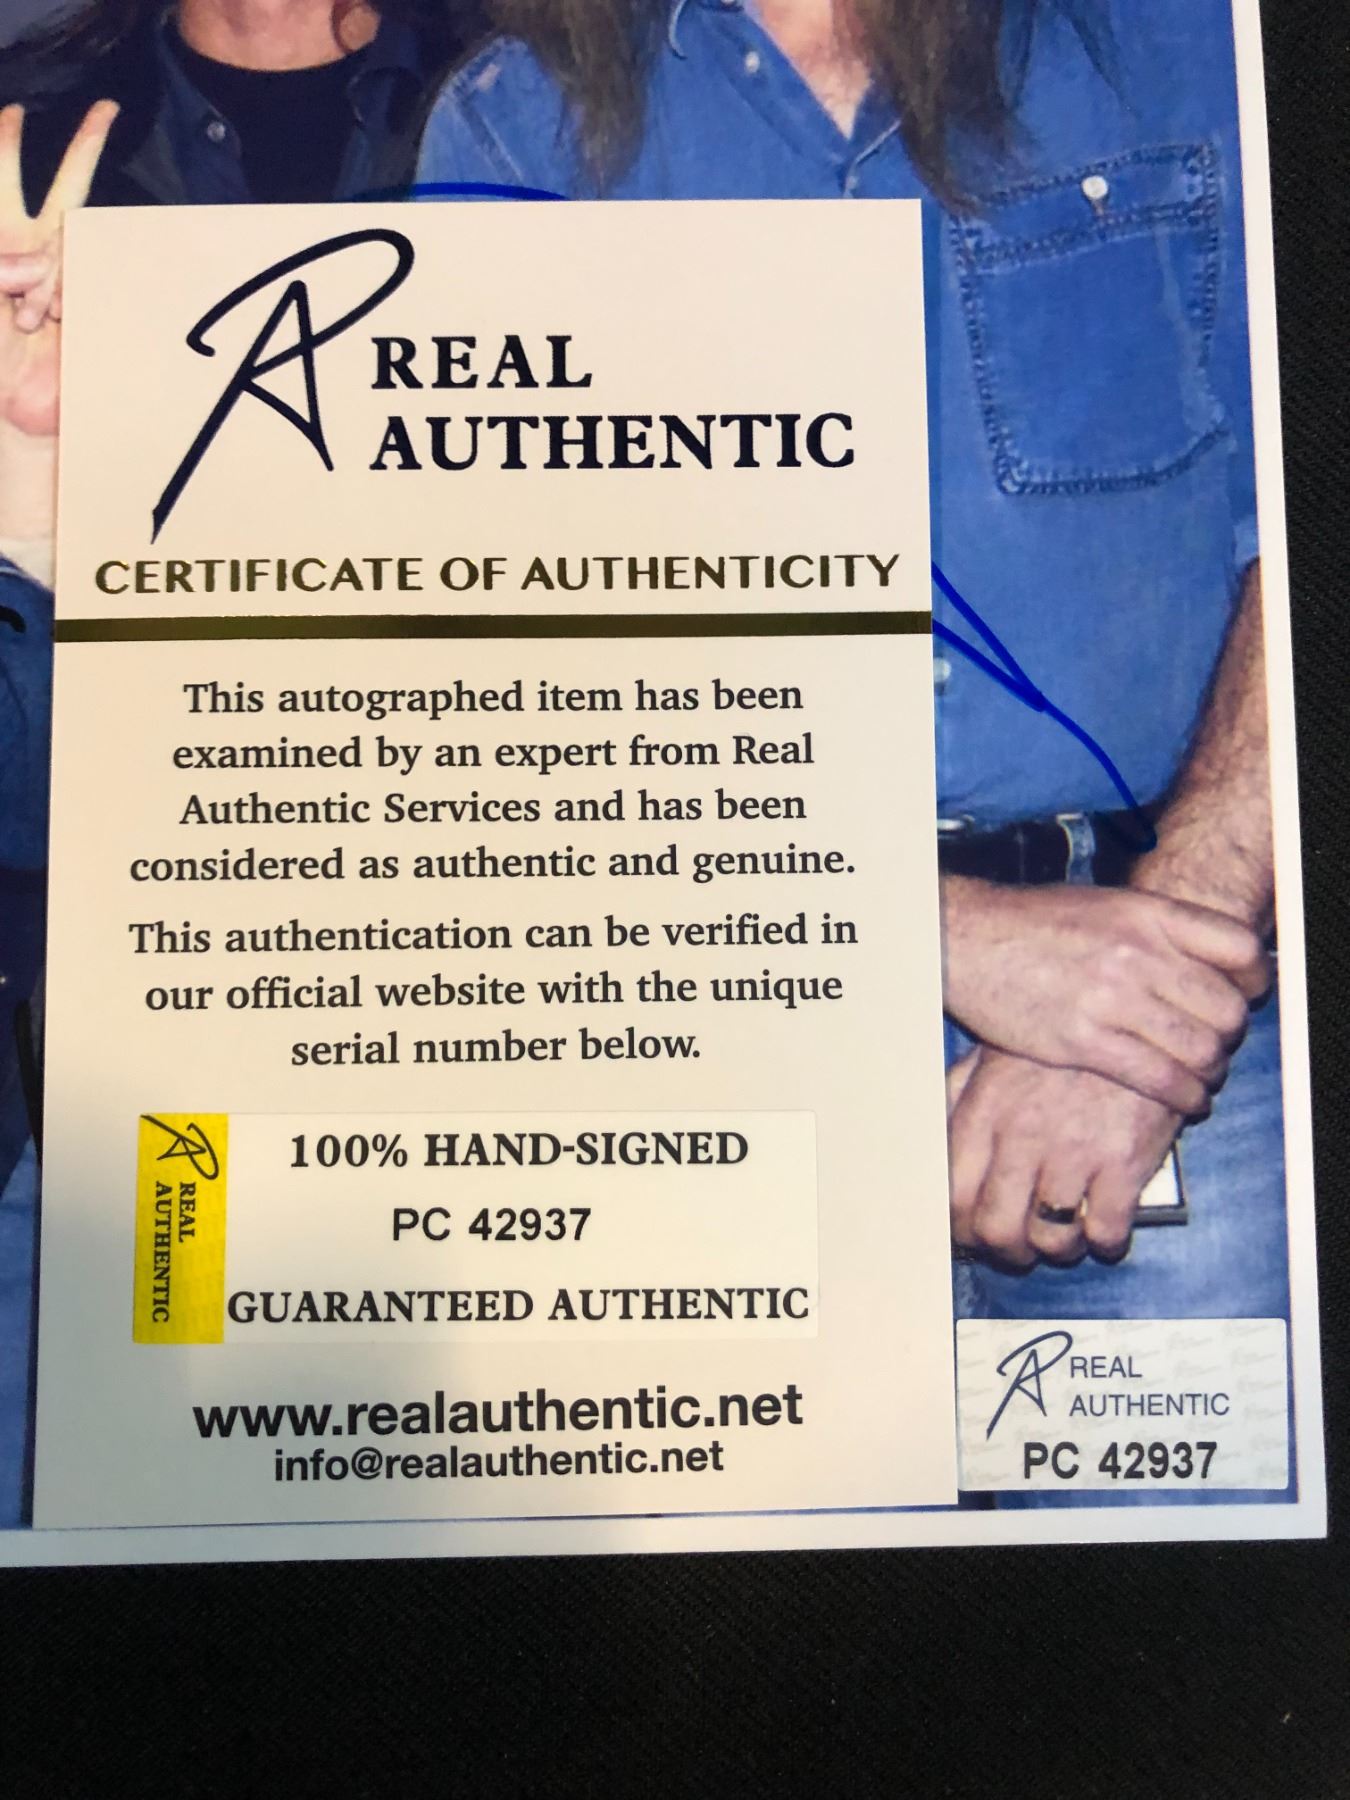 REAL
AUTHENTIC
CERTIFICATE OF AUTHENTICITY
This autographed item has been
examined by an expert from Real
Authentic Services and has been
considered as authentic and genuine.
This authentication can be verified in
our official website with the unique
serial number below.
REAL
AUTHENTIC
100% HAND-SIGNED
PC 42937
GUARANTEED AUTHENTIC
www.realauthentic.net
info@realauthentic.net
REAL
AUTHENTIC
PC 42937